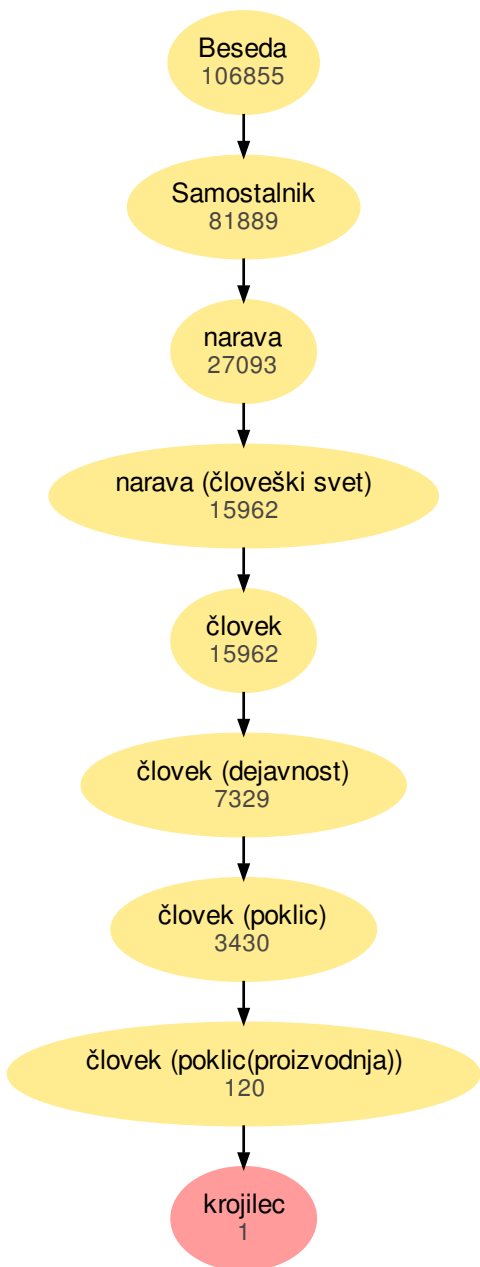 Beseda
106855
Samostalnik
81889
narava
27093
narava (človeški svet)
15962
človek
15962
človek (dejavnost)
7329
človek (poklic)
3430
človek (poklic(proizvodnja))
120
krojilec
1